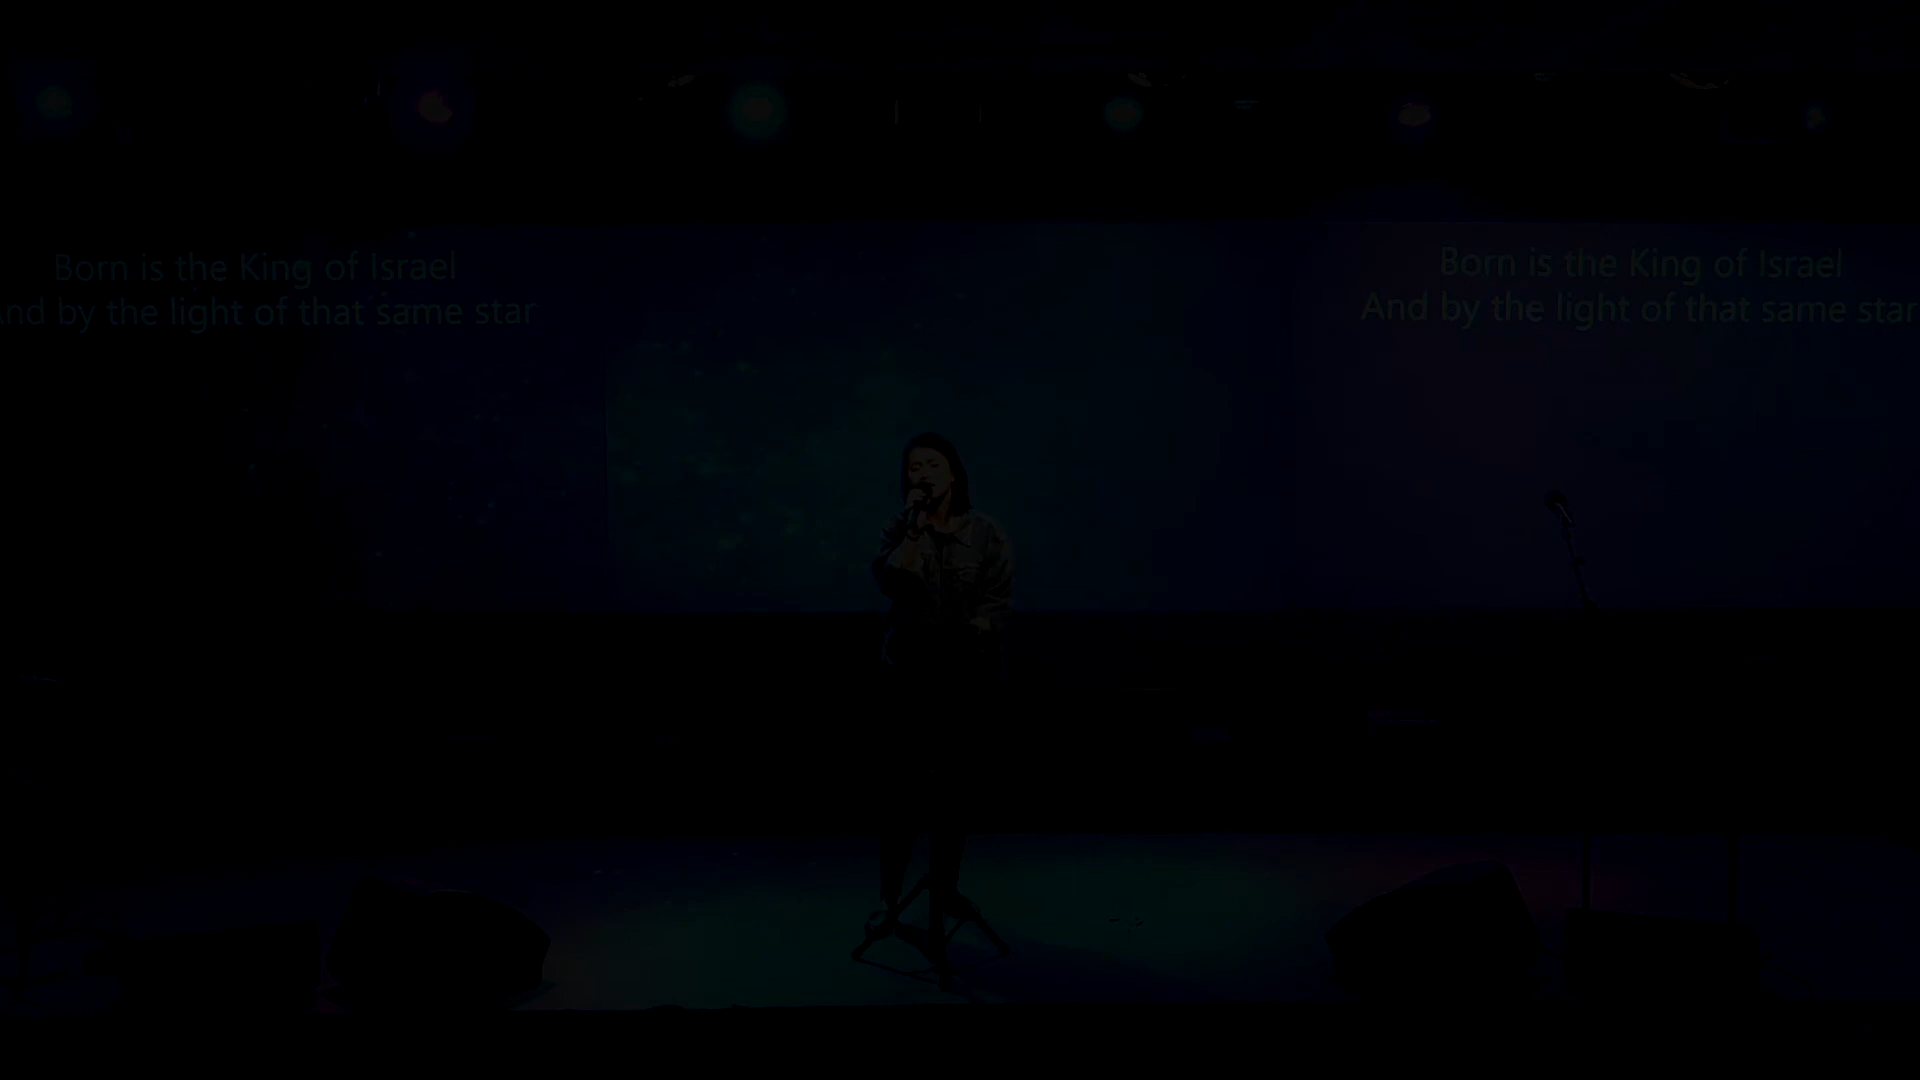 Born is the King of Israel
And by the light of that same star
Born is the King of Israel
And by the light of that same star